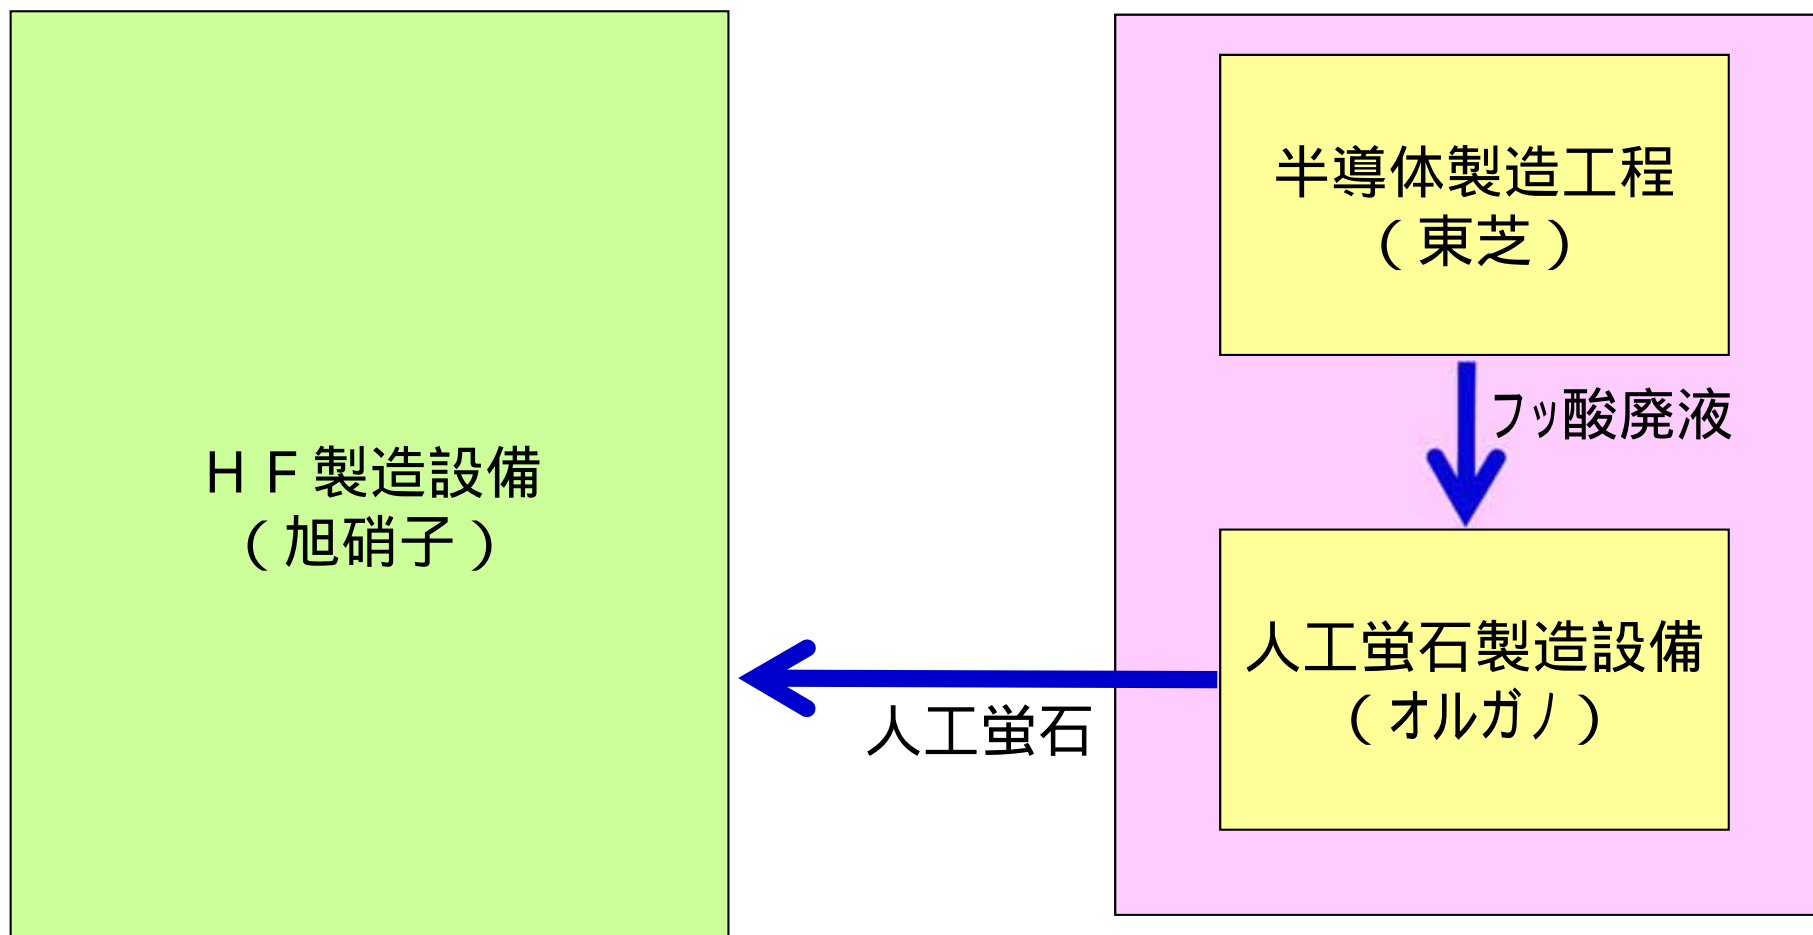 ＨＦ製造設備
（旭硝子）
半導体製造工程
（東芝）
ﾌｯ酸廃液
人工蛍石製造設備
（オルガノ）
人工蛍石